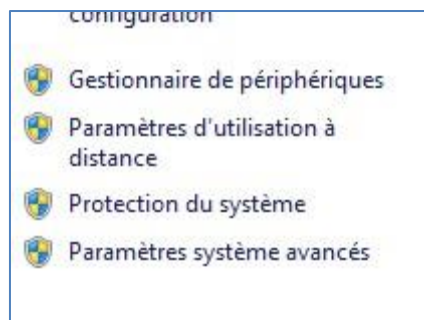 configuration
Gestionnaire de périphériques
Paramètres d'utilisation à
distance
Protection du système
Paramètres système avancés